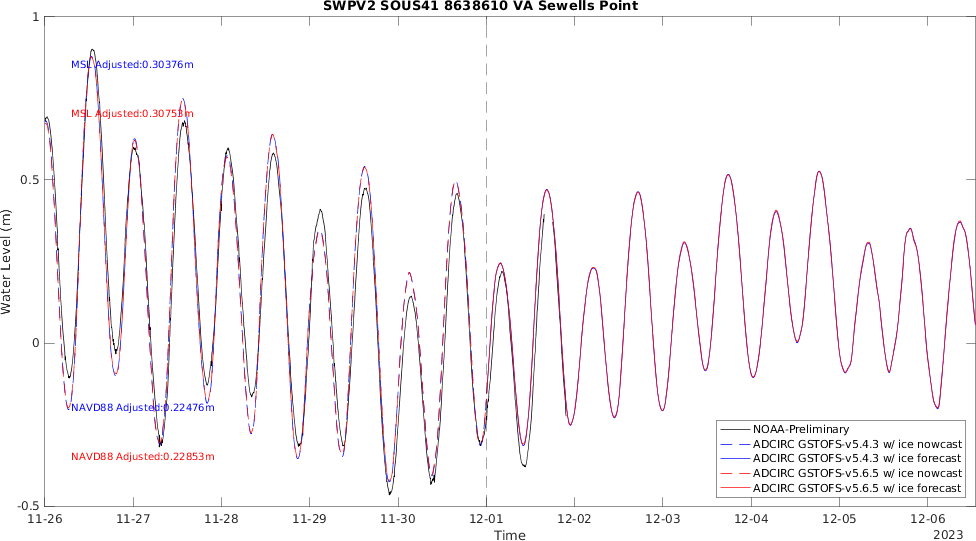 SWPV2 SOUS41 8638610 VA Sewells Point
1
0.5
0
-0.5
Water Level (m)
MSL Adjusted:0.30376m
MSL Adjusted:0.30753m
NAVD88 Adjusted:0.22476m
NAVD88 Adjusted:0.22853m
NOAA-Preliminary
ADCIRC GSTOFS-v5.4.3 w/ ice nowcast
ADCIRC GSTOFS-v5.4.3 w/ ice forecast
ADCIRC GSTOFS-v5.6.5 w/ ice nowcast
ADCIRC GSTOFS-v5.6.5 w/ ice forecast
11-26 11-27 11-28 11-29 11-30 12-01 12-02 12-03 12-04 12-05 12-06
Time
2023